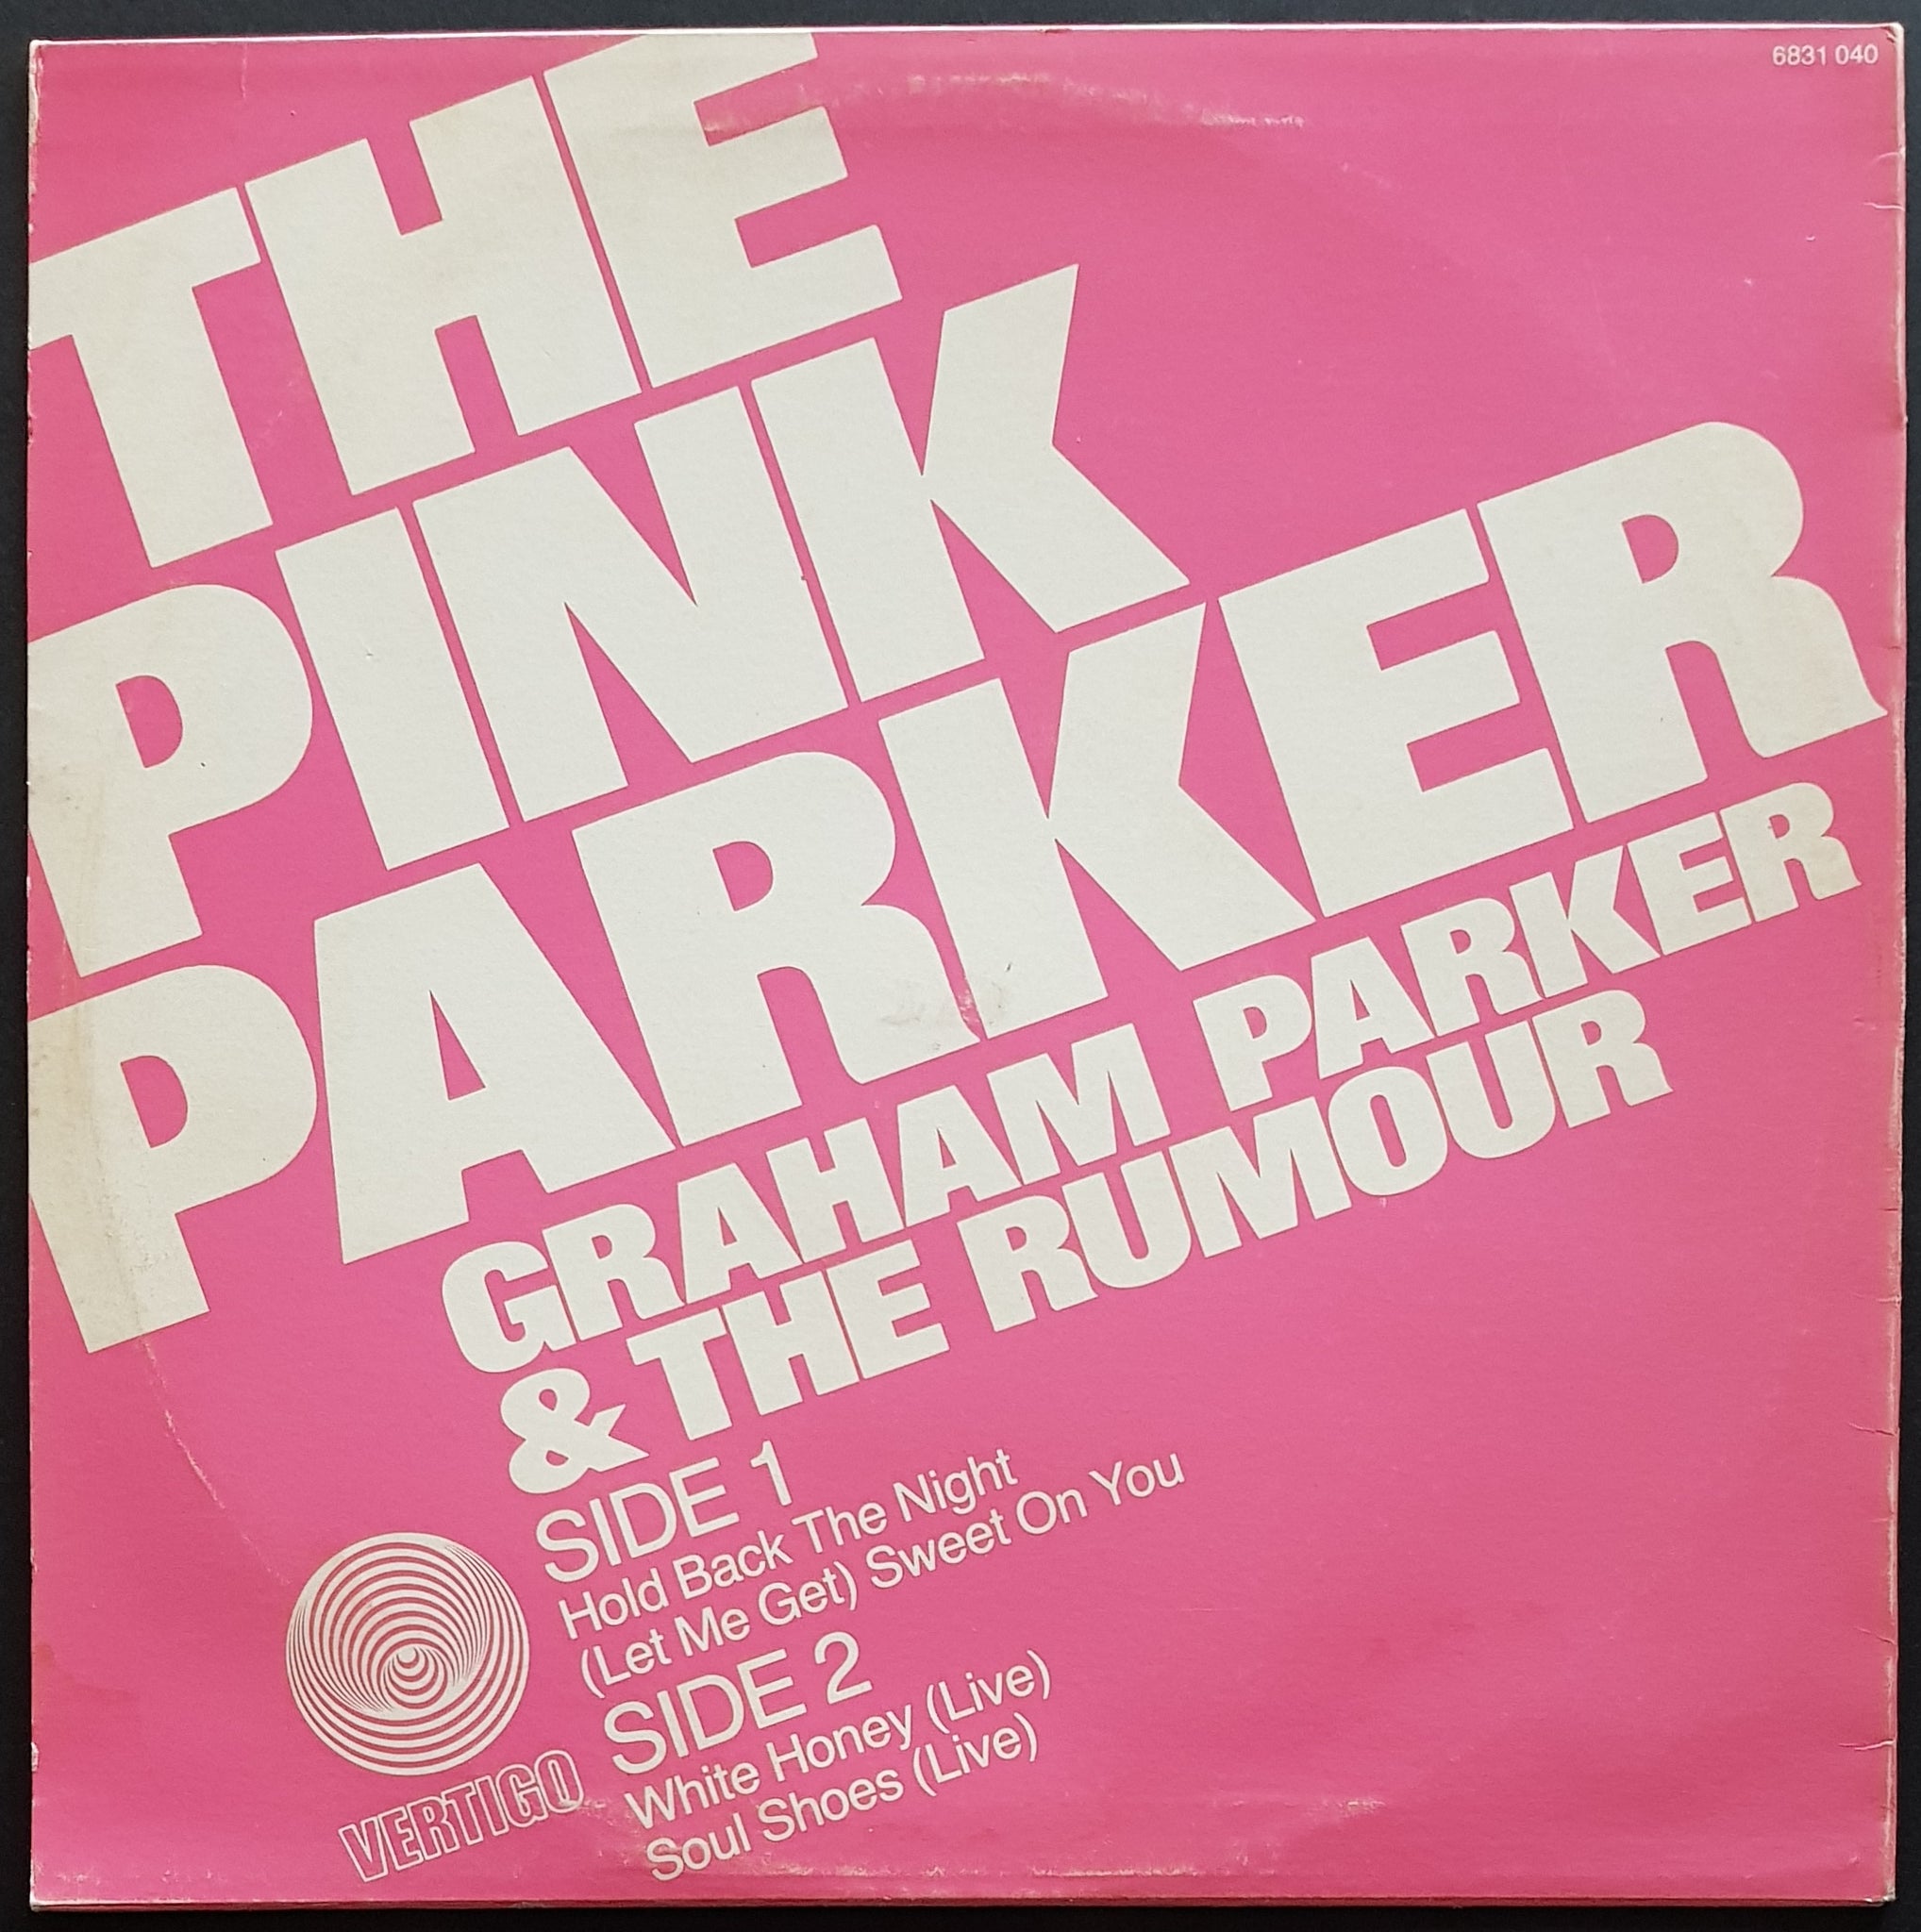 6831 040
THE
PINK
PARKER
GRAHAM PARKER
& THE RUMOUR
SIDE 1
Hold Back The Night
(Let Me Get) Sweet On You
SIDE 2
White Honey (Live)
Soul Shoes (Live)
VERTIGO